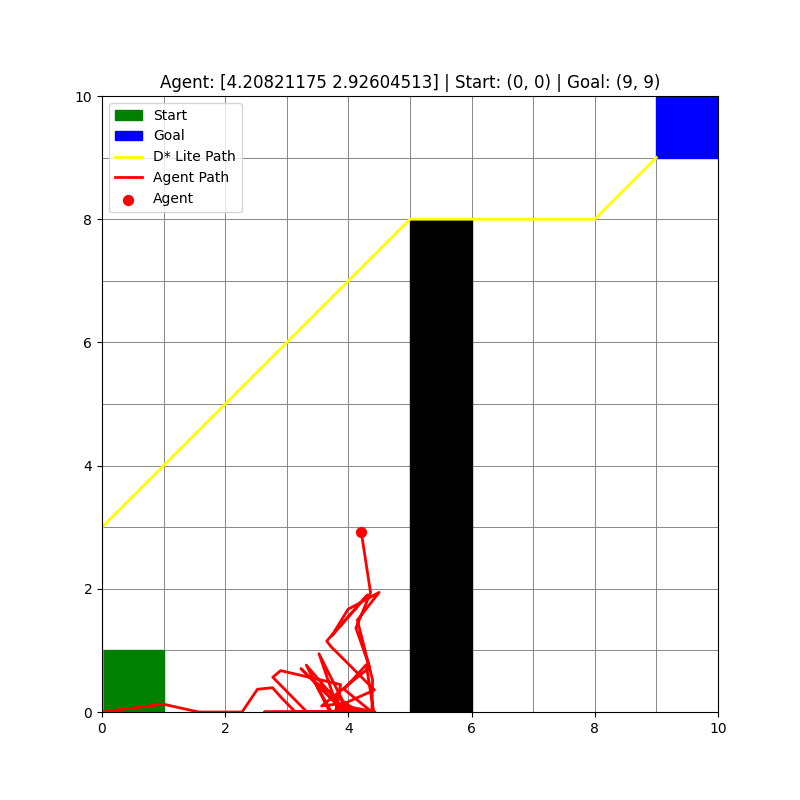 Agent: [4.20821175 2.92604513] | Start: (0, 0) | Goal: (9, 9)
10
Start
Goal
D* Lite Path
Agent Path
Agent
8
6
4
2
0
0 2 4 6 8 10